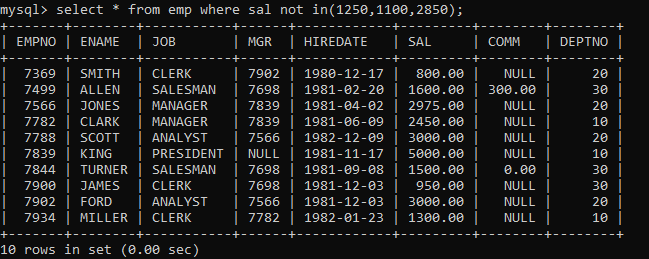 mysql> select * from emp where sal not in(1250,1100,2850);
+-------+--------+-----------+------+------------+---------+--------+--------+
| EMPNO | ENAME  | JOB       | MGR  | HIREDATE   | SAL     | COMM   | DEPTNO |
+-------+--------+-----------+------+------------+---------+--------+--------+
|  7369 | SMITH  | CLERK     | 7902 | 1980-12-17 |  800.00 |   NULL |     20 |
|  7499 | ALLEN  | SALESMAN  | 7698 | 1981-02-20 | 1600.00 | 300.00 |     30 |
|  7566 | JONES  | MANAGER   | 7839 | 1981-04-02 | 2975.00 |   NULL |     20 |
|  7782 | CLARK  | MANAGER   | 7839 | 1981-06-09 | 2450.00 |   NULL |     10 |
|  7788 | SCOTT  | ANALYST   | 7566 | 1982-12-09 | 3000.00 |   NULL |     20 |
|  7839 | KING   | PRESIDENT | NULL | 1981-11-17 | 5000.00 |   NULL |     10 |
|  7844 | TURNER | SALESMAN  | 7698 | 1981-09-08 | 1500.00 |   0.00 |     30 |
|  7900 | JAMES  | CLERK     | 7698 | 1981-12-03 |  950.00 |   NULL |     30 |
|  7902 | FORD   | ANALYST   | 7566 | 1981-12-03 | 3000.00 |   NULL |     20 |
|  7934 | MILLER | CLERK     | 7782 | 1982-01-23 | 1300.00 |   NULL |     10 |
+-------+--------+-----------+------+------------+---------+--------+--------+
10 rows in set (0.00 sec)